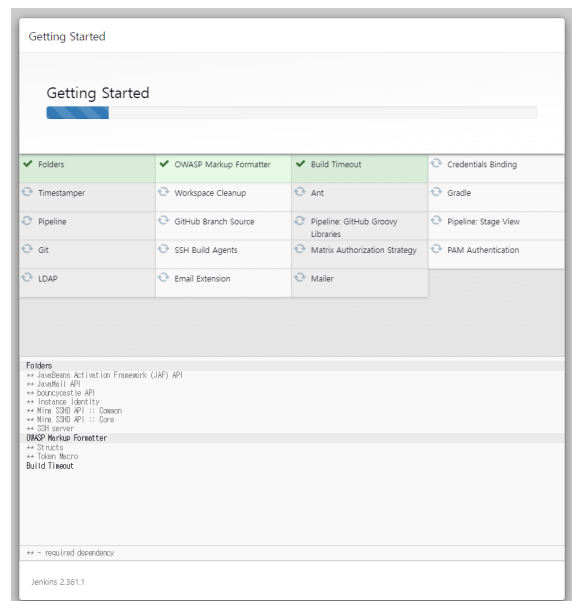 Getting Started
Getting Started
Folders
OWASP Markup Formatter
Build Timeout
Credentials Binding
Timestamper
Workspace Cleanup
Ant
Gradle
Pipeline
GitHub Branch Source
Pipeline: GitHub Groovy
Libraries
Pipeline: Stage View
Git
SSH Build Agents
Matrix Authorization Strategy
PAM Authentication
LDAP
Email Extension
Mailer
Folders
** JavaBeans Activation Framework (JAF) API
** JavaMail API
** bouncycastle API
** Instance Identity
** Mina SSHD API :: Common
** Mina SSHD API :: Core
** SSH server
OWASP Markup Formatter
** Structs
** Token Macro
Build Timeout
** - required dependency
Jenkins 2.361.1